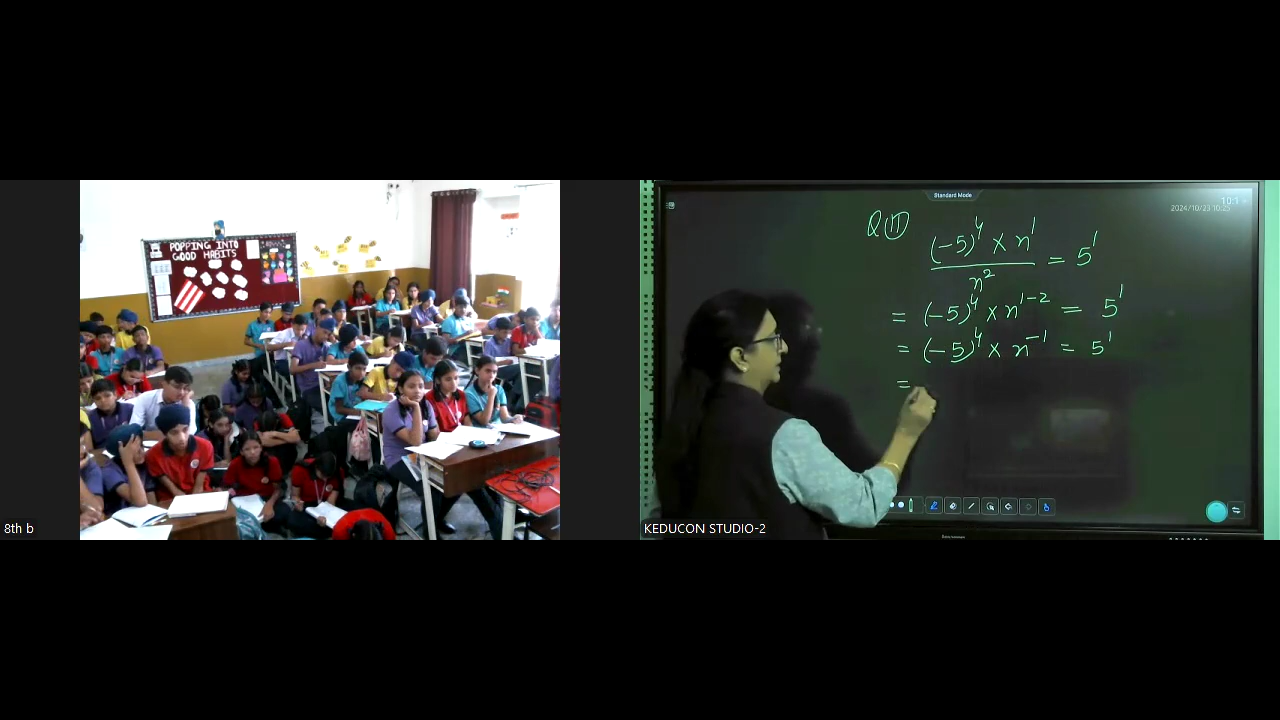 POPPING INTO
GOOD HABITS
8th b
Standard Mode
2024/10/23 10:25
Q ①
(-5)⁴ × x¹
/ x² = 5¹
= (-5)⁴ × x¹⁻² = 5¹
= (-5)⁴ × x⁻¹ = 5¹
=
KEDUCON STUDIO-2